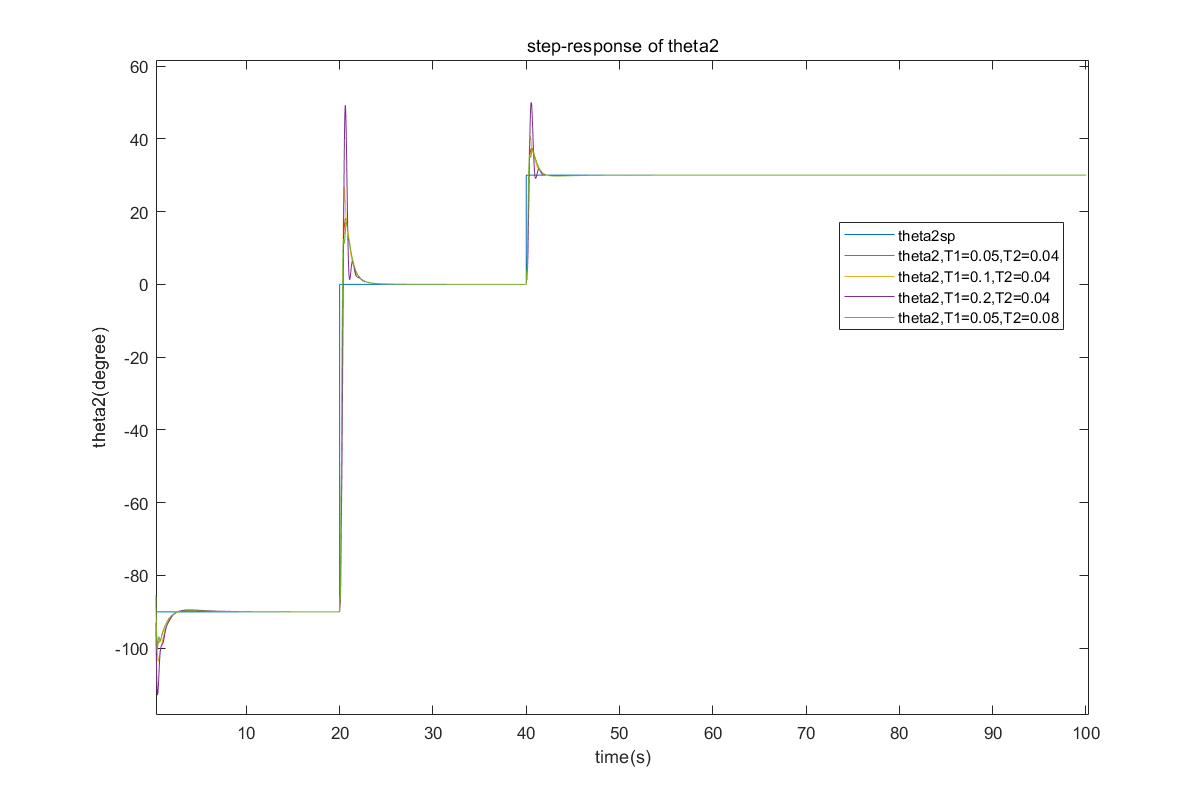 step-response of theta2
60
40
20
0
-20
-40
-60
-80
-100
theta2(degree)
theta2sp
theta2,T1=0.05,T2=0.04
theta2,T1=0.1,T2=0.04
theta2,T1=0.2,T2=0.04
theta2,T1=0.05,T2=0.08
10 20 30 40 50 60 70 80 90 100
time(s)